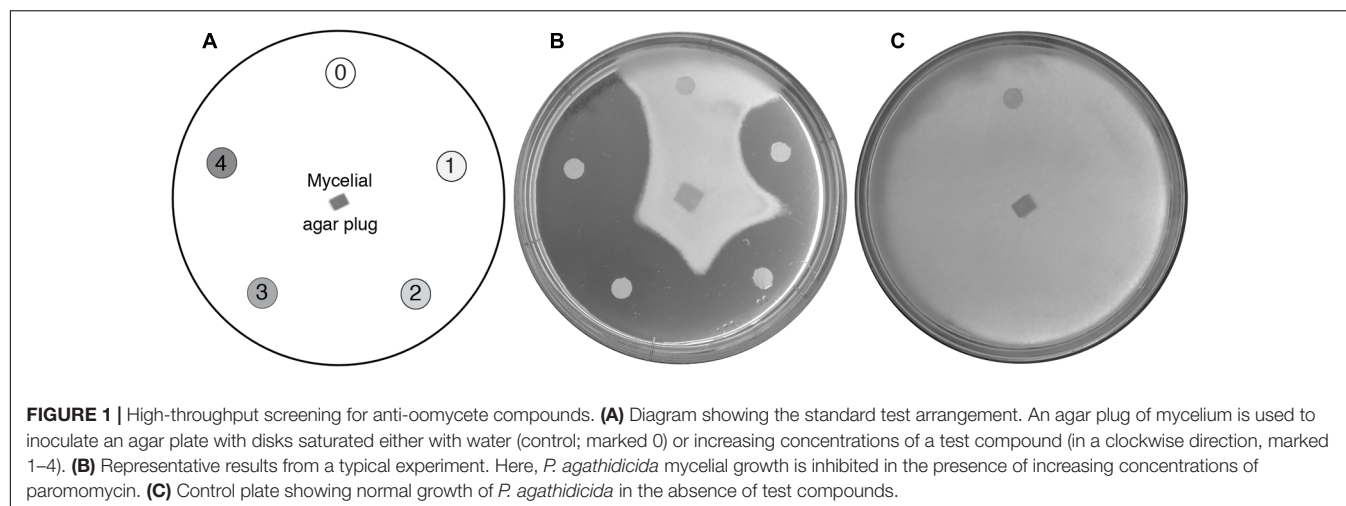 A
B
C
0
4
1
Mycelial
agar plug
3
2
FIGURE 1 | High-throughput screening for anti-oomycete compounds. (A) Diagram showing the standard test arrangement. An agar plug of mycelium is used to
inoculate an agar plate with disks saturated either with water (control; marked 0) or increasing concentrations of a test compound (in a clockwise direction, marked
1–4). (B) Representative results from a typical experiment. Here, P. agathidicida mycelial growth is inhibited in the presence of increasing concentrations of
paromomycin. (C) Control plate showing normal growth of P. agathidicida in the absence of test compounds.